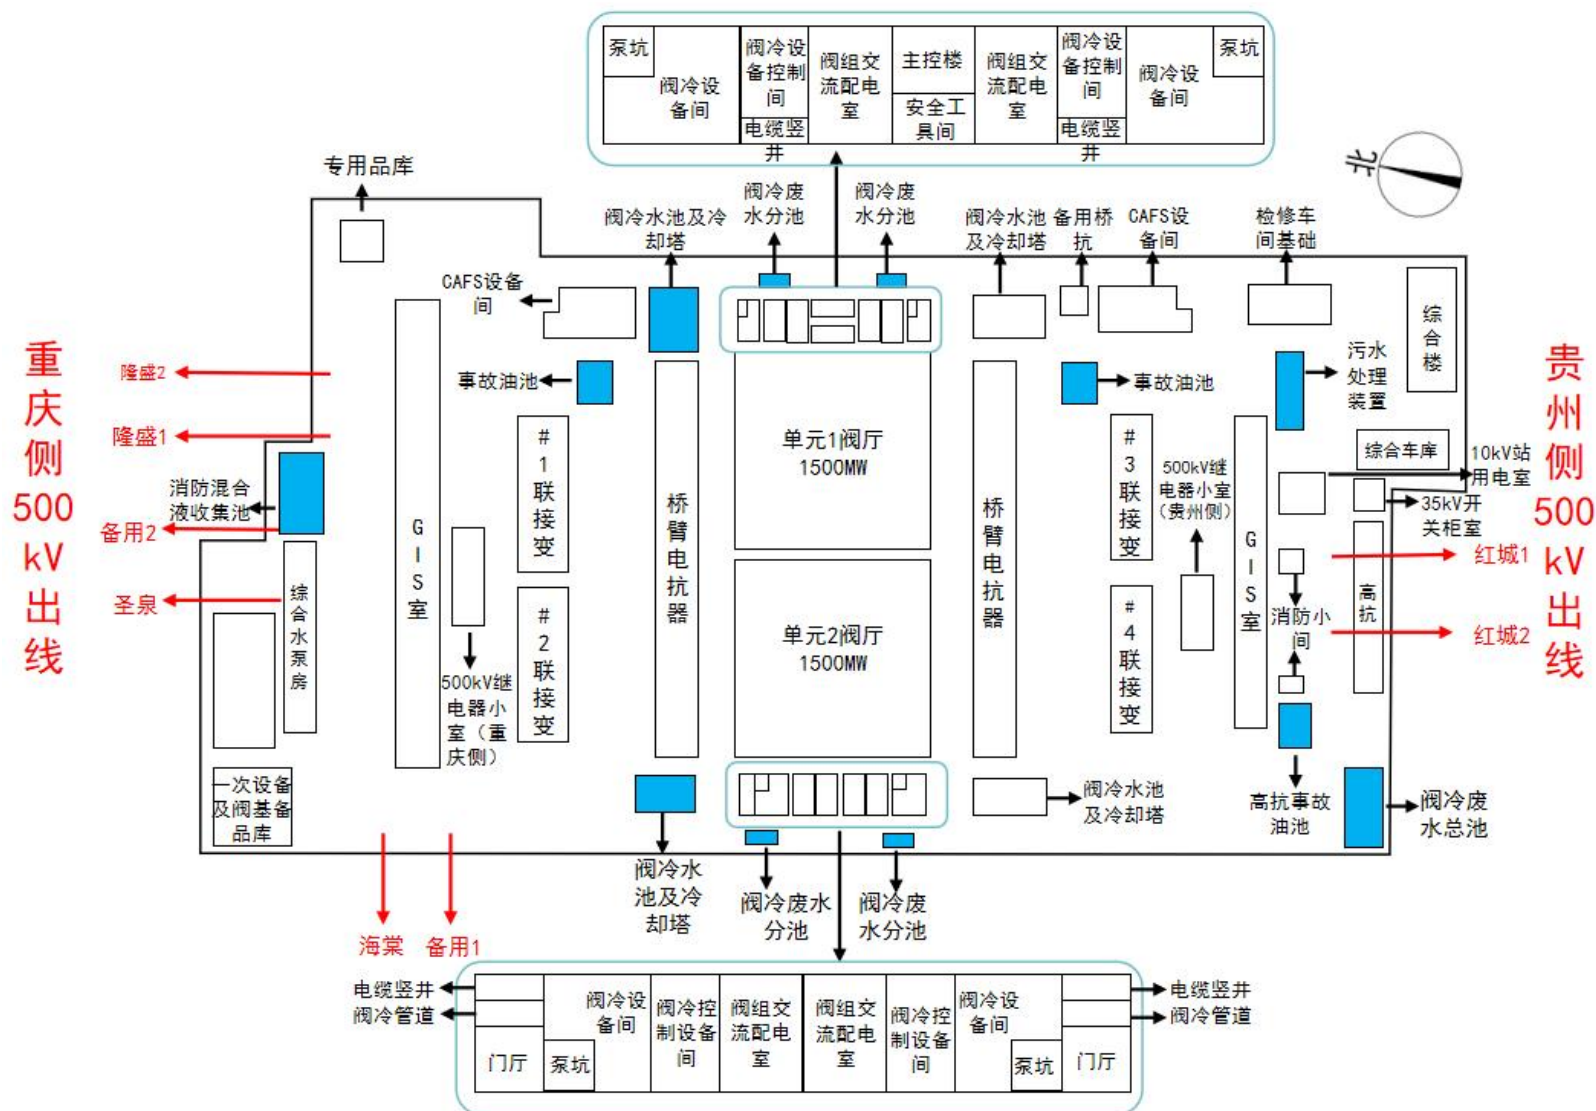 泵坑
阀冷设
备间
阀冷设
备控制
间
电缆竖
井
阀组交
流配电
室
主控楼
安全工
具间
阀组交
流配电
室
阀冷设
备控制
间
电缆竖
井
阀冷设
备间
泵坑
北
专用品库
阀冷水池及冷
却塔
阀冷废
水分池
阀冷废
水分池
阀冷水池
及冷却塔
备用桥
抗
CAFS设
备间
检修车
间基础
CAFS设备
间
综
合
楼
重
庆
侧
500
kV
出
线
隆盛2
隆盛1
备用2
圣泉
消防混合
液收集池
事故油池
事故油池
污水
处理
装置
贵
州
侧
500
kV
出
线
单元1阀厅
1500MW
单元2阀厅
1500MW
#
1
联
接
变
#
2
联
接
变
桥
臂
电
抗
器
桥
臂
电
抗
器
#
3
联
接
变
#
4
联
接
变
500kV继
电器小室
（贵州侧）
G
I
S
室
G
I
S
室
综合车库
10kV站
用电室
35kV开
关柜室
红城1
红城2
高
抗
消防小
间
综
合
水
泵
房
500kV继
电器小
室（重
庆侧）
一次设备
及阀基备
品库
阀冷水池
及冷却塔
高抗事故
油池
阀冷废
水总池
阀冷水
池及冷
却塔
阀冷废水
分池
阀冷废
水分池
海棠
备用1
电缆竖井
阀冷管道
门厅
泵坑
阀冷设
备间
阀冷控
制设备
间
阀组交
流配电
室
阀组交
流配电
室
阀冷控
制设备
间
阀冷设
备间
泵坑
门厅
电缆竖井
阀冷管道